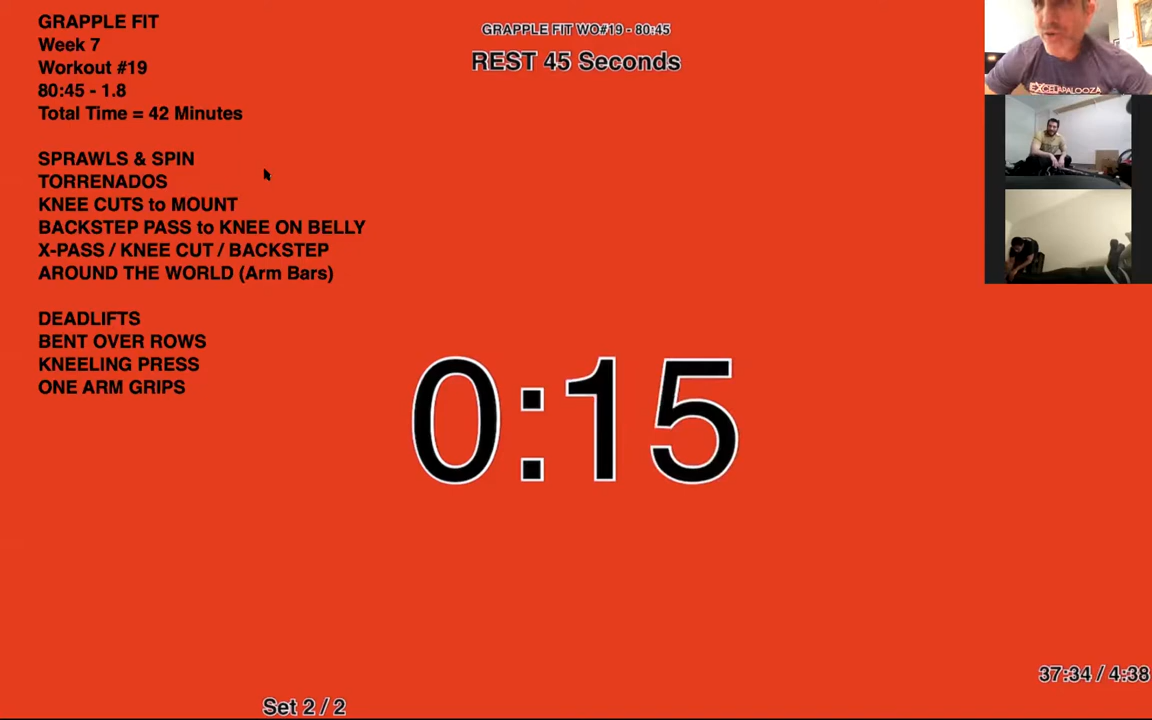 GRAPPLE FIT
Week 7
Workout #19
80:45 - 1.8
Total Time = 42 Minutes
SPRAWLS & SPIN
TORRENADOS
KNEE CUTS to MOUNT
BACKSTEP PASS to KNEE ON BELLY
X-PASS / KNEE CUT / BACKSTEP
AROUND THE WORLD (Arm Bars)
DEADLIFTS
BENT OVER ROWS
KNEELING PRESS
ONE ARM GRIPS
GRAPPLE FIT WO#19 - 80:45
REST 45 Seconds
0:15
EXCELAPALOOZA
37:34 / 4:38
Set 2 / 2